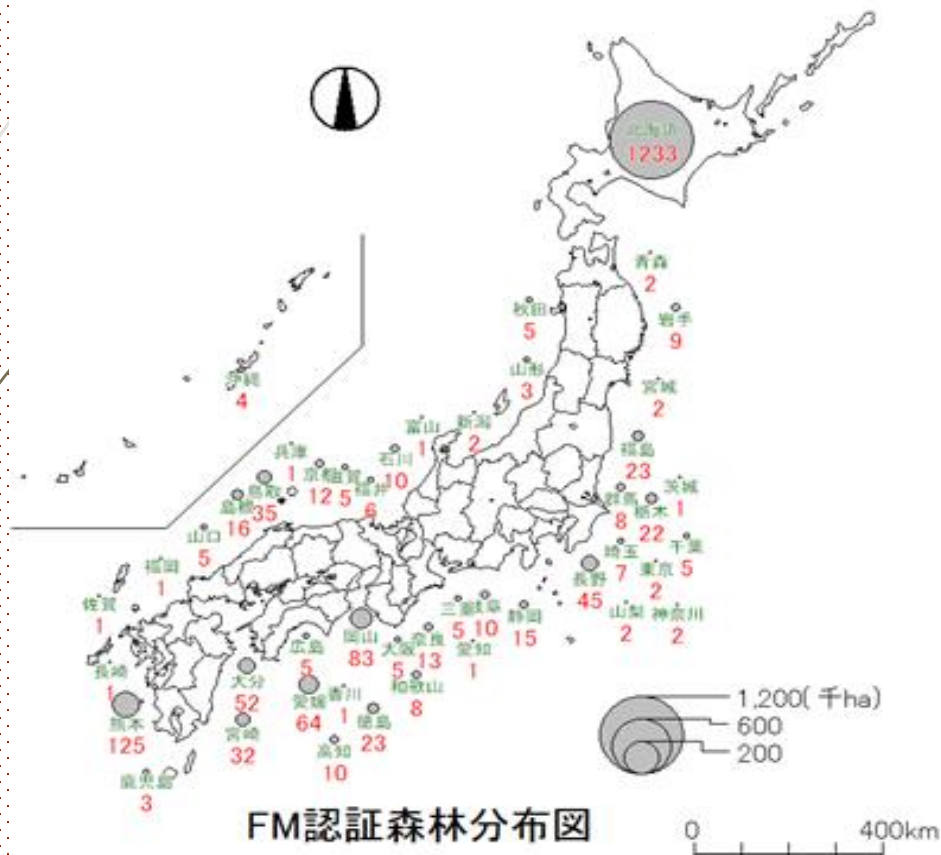 北海道
1233
青森
2
秋田
5
岩手
9
山形
3
宮城
2
沖縄
4
富山
1
新潟
2
福島
23
石川
10
兵庫
1
京都
12
滋賀
5
福井
6
鳥取
35
島根
16
群馬
8
栃木
22
茨城
1
山口
5
埼玉
7
千葉
5
東京
2
長野
45
福岡
1
佐賀
1
山梨
2
神奈川
2
三重
5
岐阜
10
静岡
15
岡山
83
広島
5
大阪
5
奈良
13
愛知
1
長崎
1
大分
52
和歌山
8
愛媛
64
香川
1
徳島
23
熊本
125
宮崎
32
高知
10
鹿児島
3
1,200(千ha)
600
200
FM認証森林分布図
0 400km